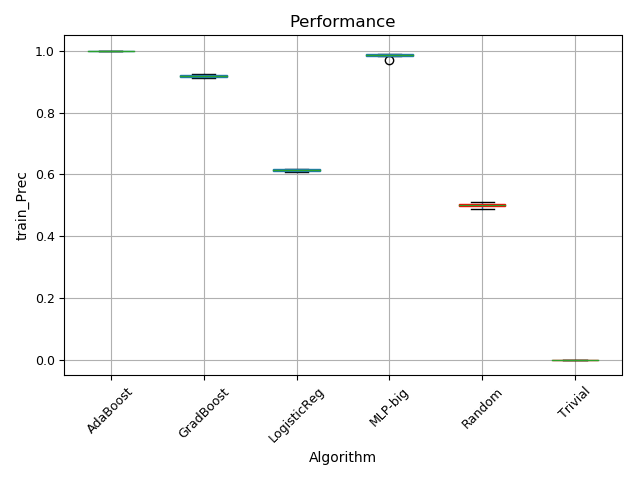 Performance
train_Prec
1.0
0.8
0.6
0.4
0.2
0.0
AdaBoost
GradBoost
LogisticReg
MLP-big
Random
Trivial
Algorithm